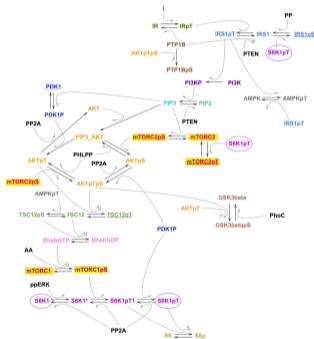 I
IR IRpT
PP
PTP1B
IRS1pT IRS1 IRS1pS
AKTpTpS
PTEN
S6K1pT
PTP1BpS
PI3KP PI3K
PDK1
AMPK AMPKpT
AKT
PIP3 PIP2
PDK1P
PTEN
IRS1pT
PP2A
PIP3_AKT
mTORC2pS mTORC2
S6K1pT
PHLPP
AKTpT
PP2A
AKTpS
mTORC2pS
mTORC2pT
AMPKpT
AKTpTpS
GSK3beta
AKTpT
PhoC
TSC12pS TSC12 TSC12pT
GSK3betapS
PDK1P
RhebGTP RhebGDP
AA
mTORC1 mTORC1pS
ppERK
S6K1 S6K1* S6K1pT1 S6K1pT
PP2A
S6 S6p